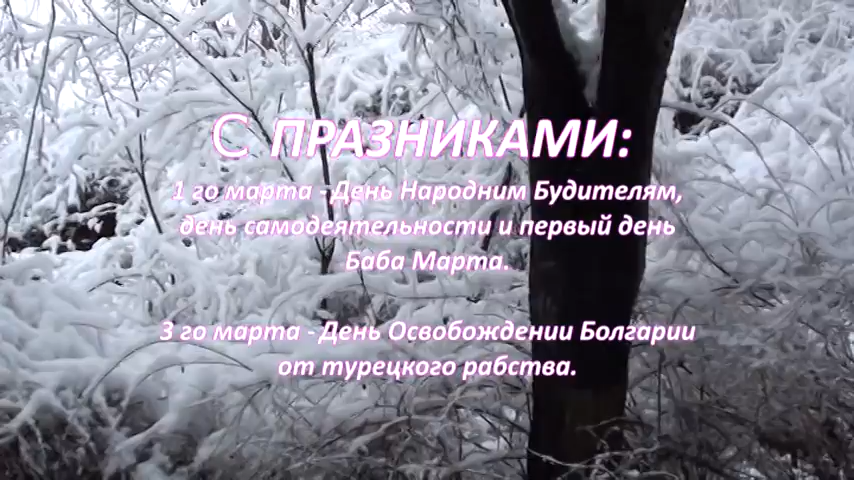 С ПРАЗНИКАМИ:
1 го марта - День Народним Будителям,
день самодеятельности и первый день
Баба Марта.
3 го марта - День Освобождении Болгарии
от турецкого рабства.